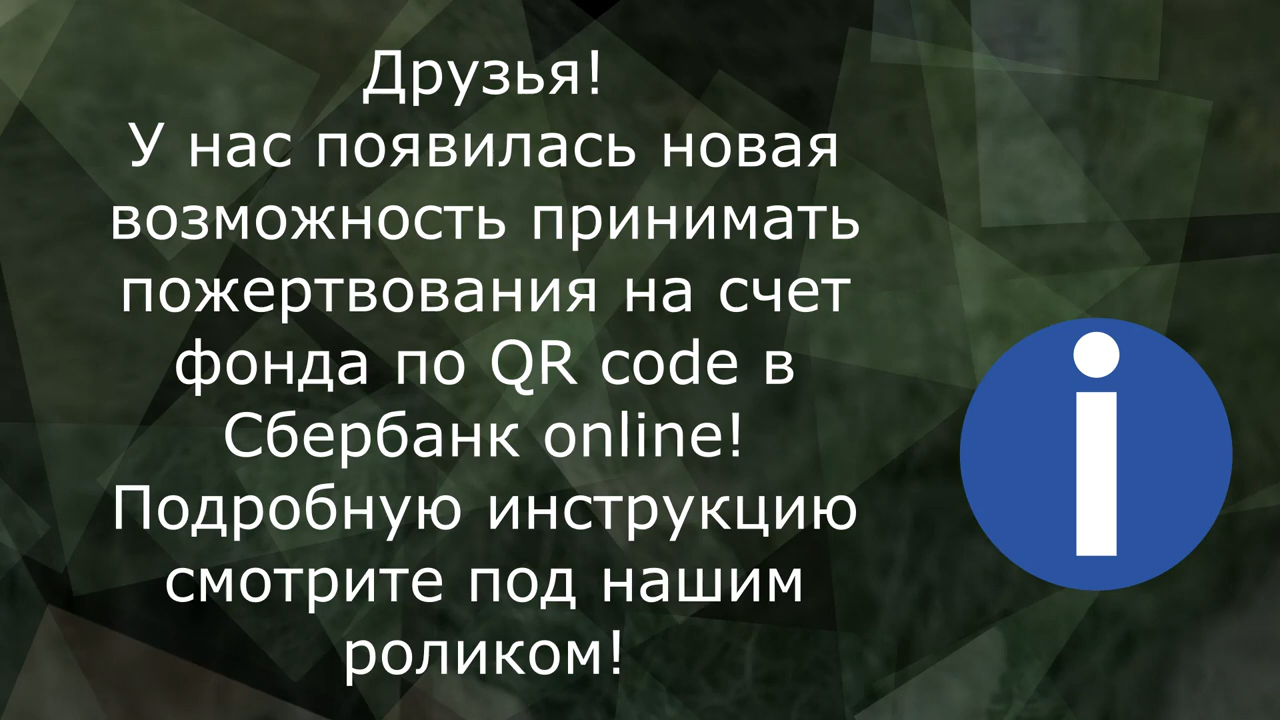 Друзья!
У нас появилась новая
возможность принимать
пожертвования на счет
фонда по QR code в
Сбербанк online!
Подробную инструкцию
смотрите под нашим
роликом!
i